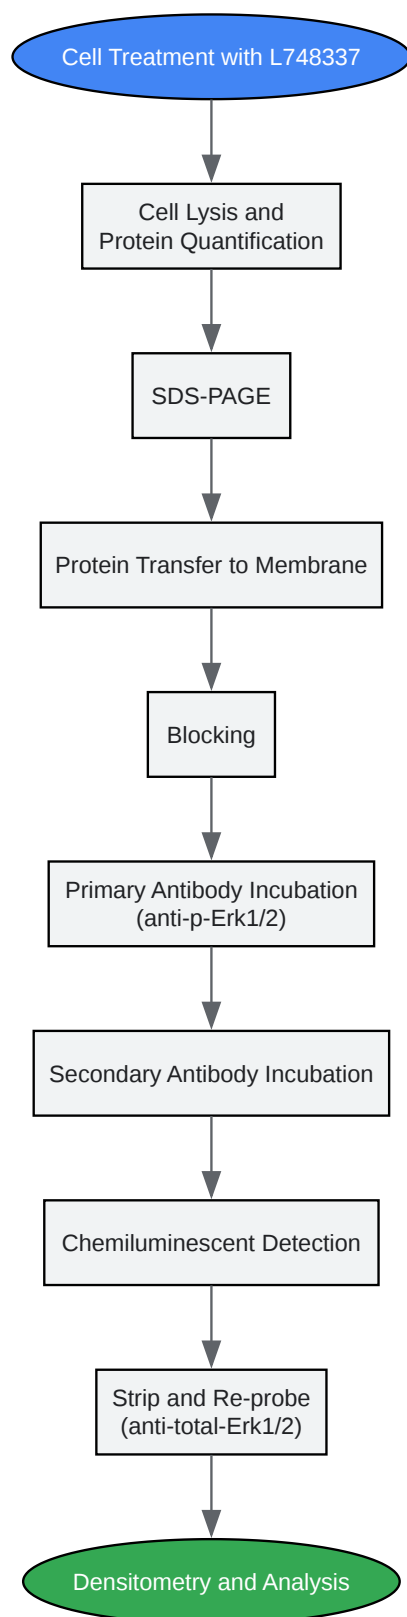 Cell Treatment with L748337
Cell Lysis and
Protein Quantification
SDS-PAGE
Protein Transfer to Membrane
Blocking
Primary Antibody Incubation
(anti-p-Erk1/2)
Secondary Antibody Incubation
Chemiluminescent Detection
Strip and Re-probe
(anti-total-Erk1/2)
Densitometry and Analysis